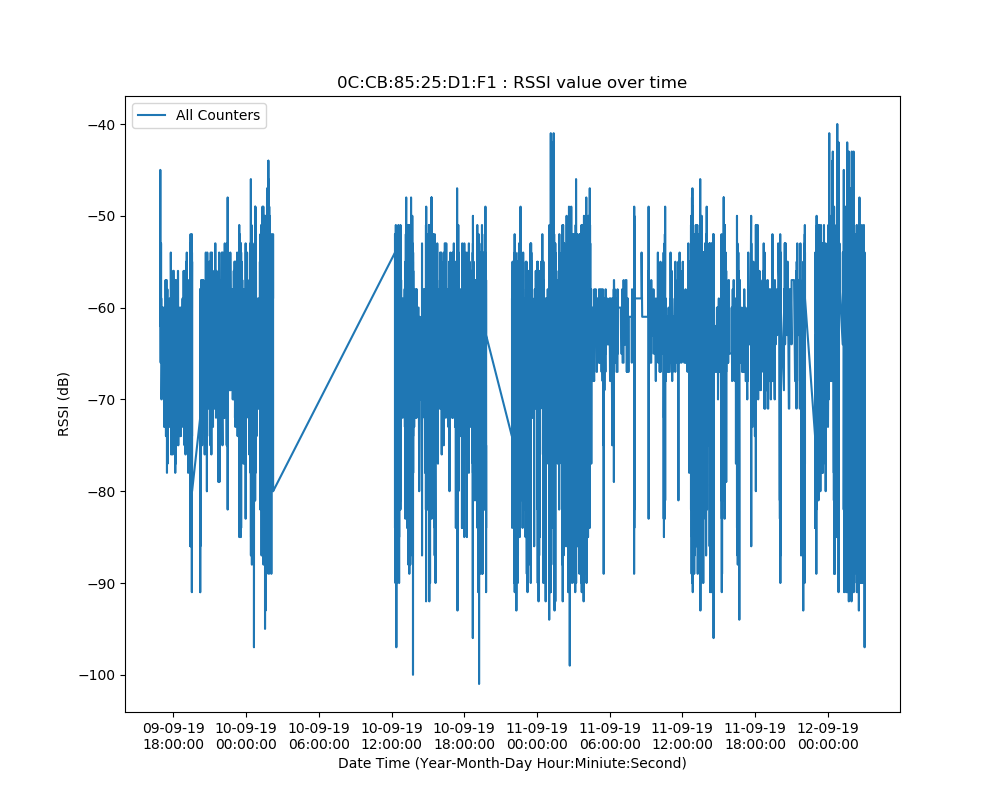 0C:CB:85:25:D1:F1 : RSSI value over time
All Counters
−40
−50
−60
−70
−80
−90
−100
RSSI (dB)
09-09-19 10-09-19 10-09-19 10-09-19 10-09-19 11-09-19 11-09-19 11-09-19 11-09-19 12-09-19
18:00:00 00:00:00 06:00:00 12:00:00 18:00:00 00:00:00 06:00:00 12:00:00 18:00:00 00:00:00
Date Time (Year-Month-Day Hour:Miniute:Second)